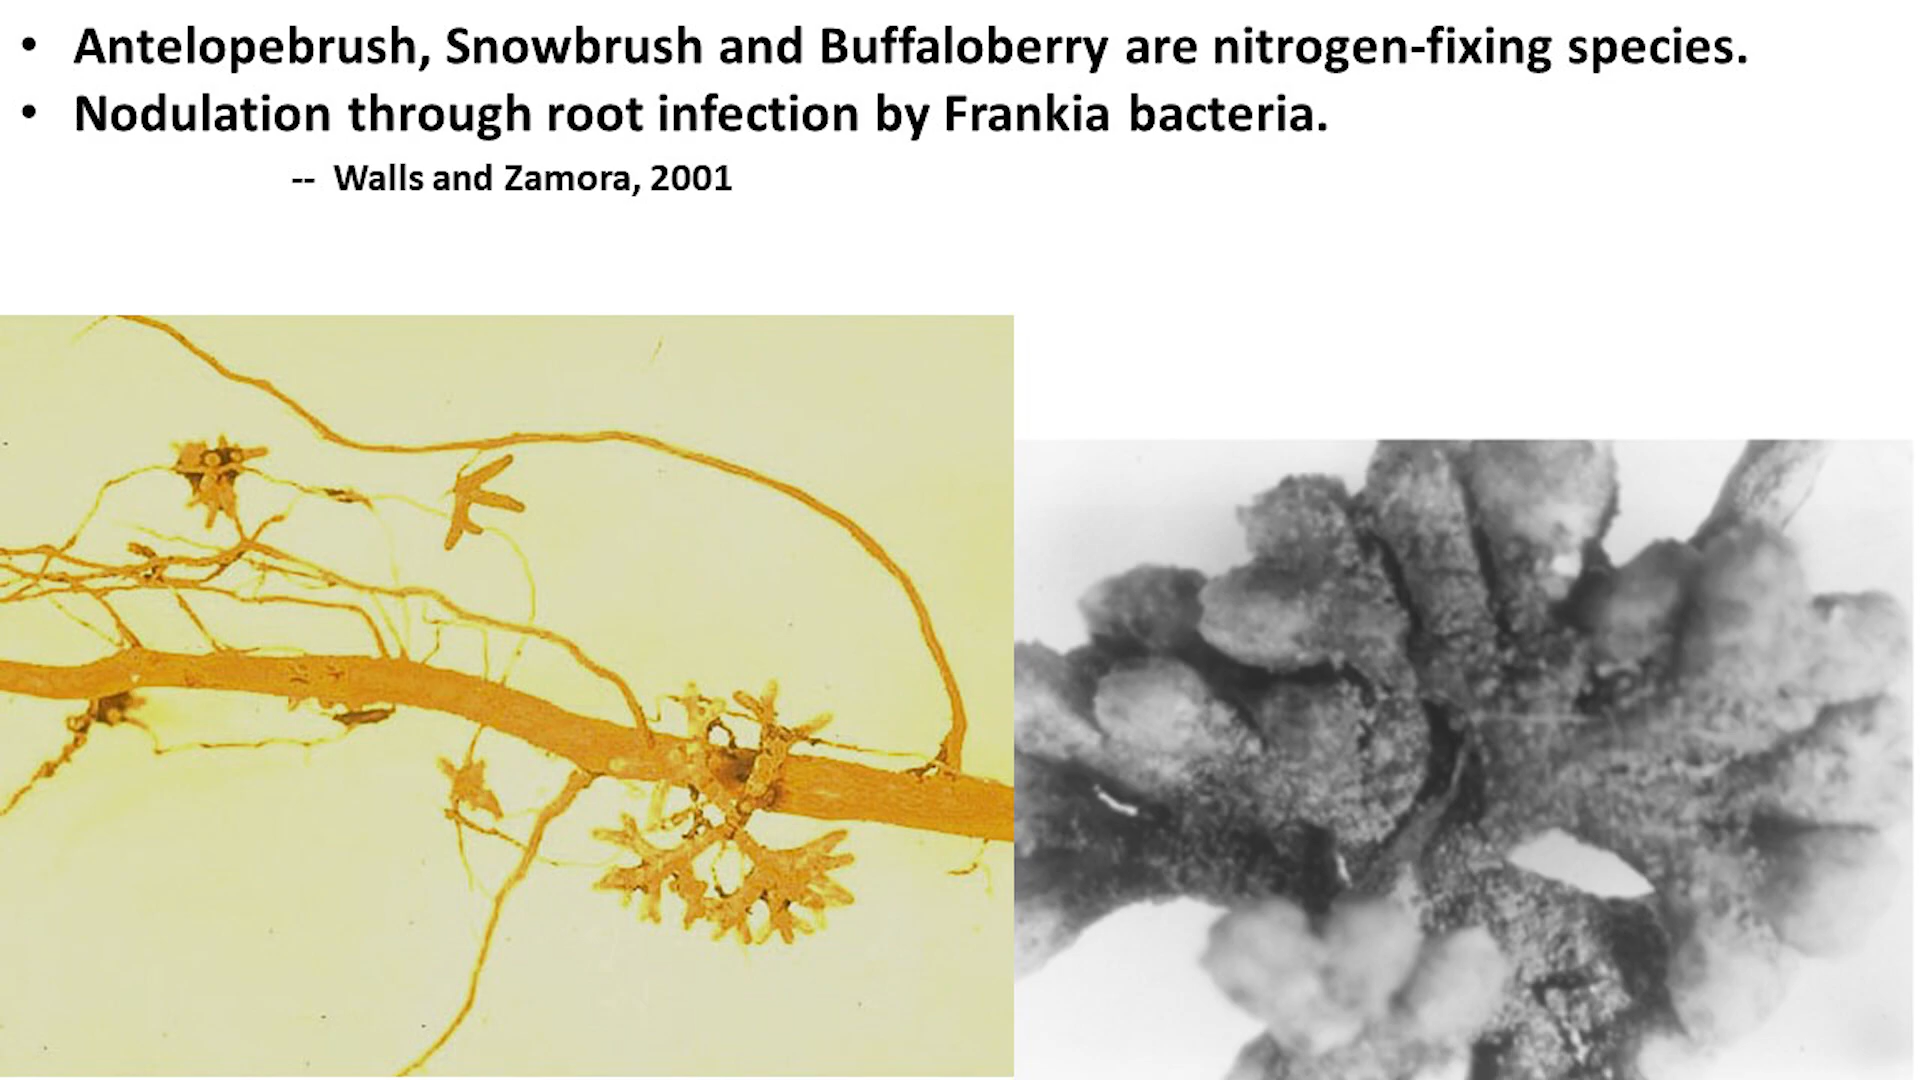 • Antelopebrush, Snowbrush and Buffaloberry are nitrogen-fixing species.
• Nodulation through root infection by Frankia bacteria.
-- Walls and Zamora, 2001